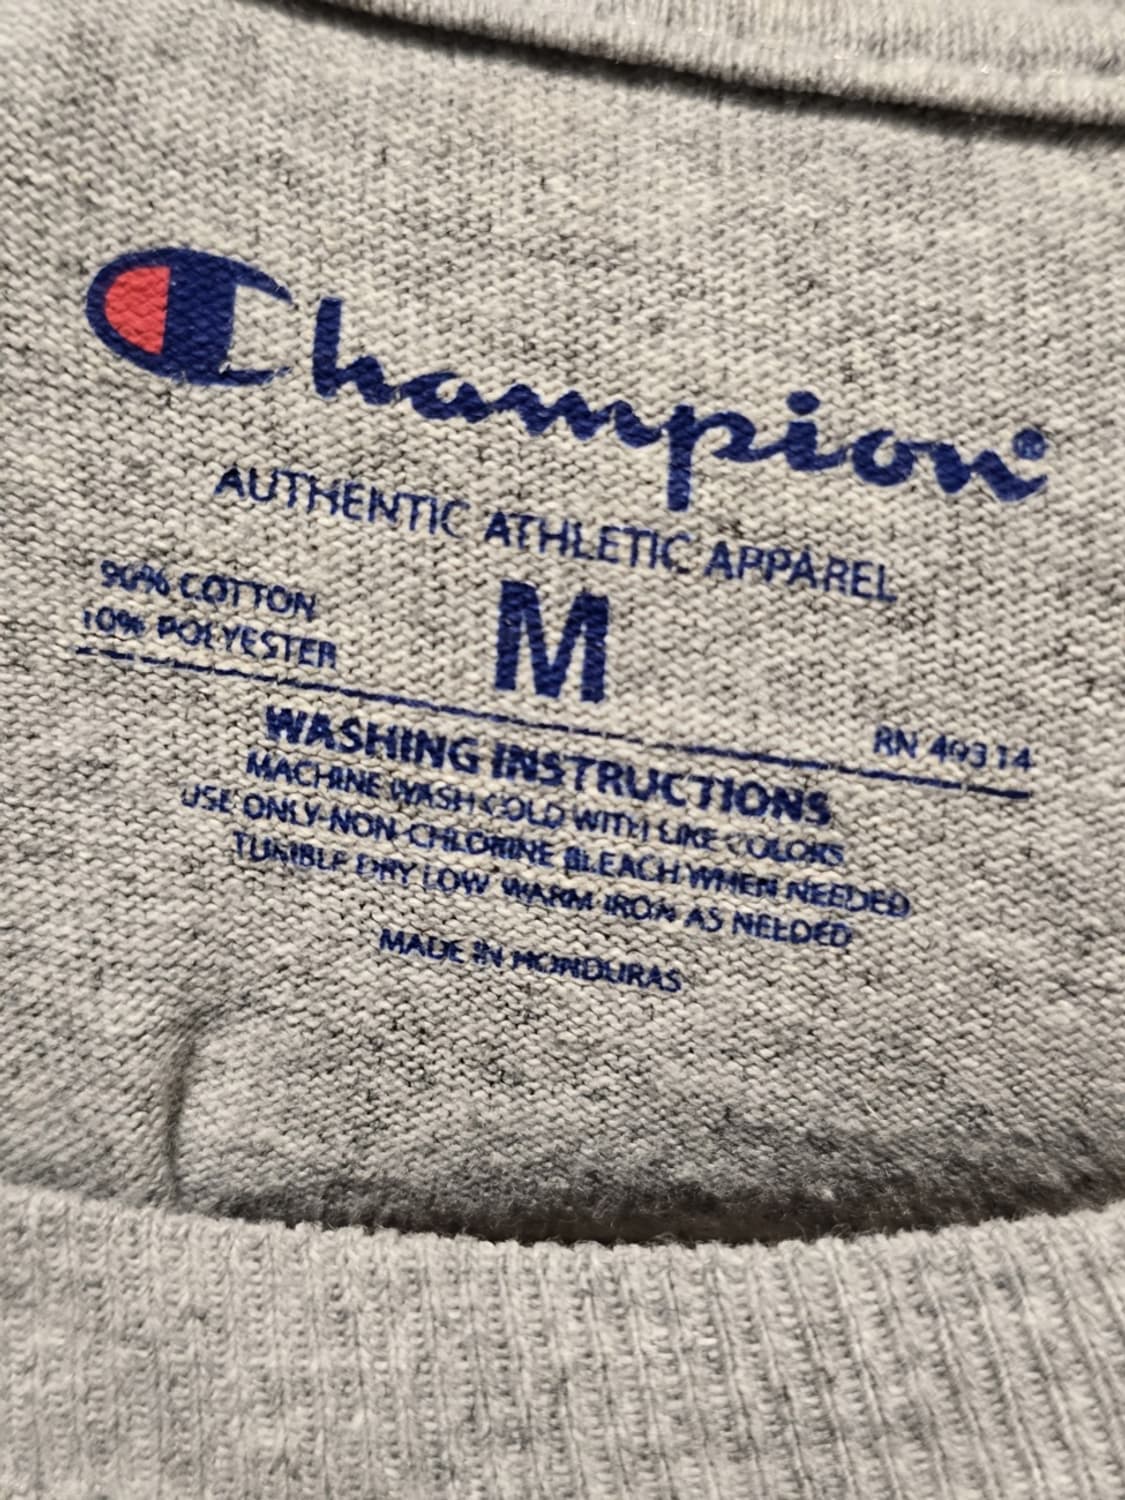 Champion®
AUTHENTIC ATHLETIC APPAREL
90% COTTON
10% POLYESTER
M
RN 40314
WASHING INSTRUCTIONS
MACHINE WASH COLD WITH LIKE COLORS
USE ONLY NON-CHLORINE BLEACH WHEN NEEDED
TUMBLE DRY LOW WARM IRON AS NEEDED
MADE IN HONDURAS